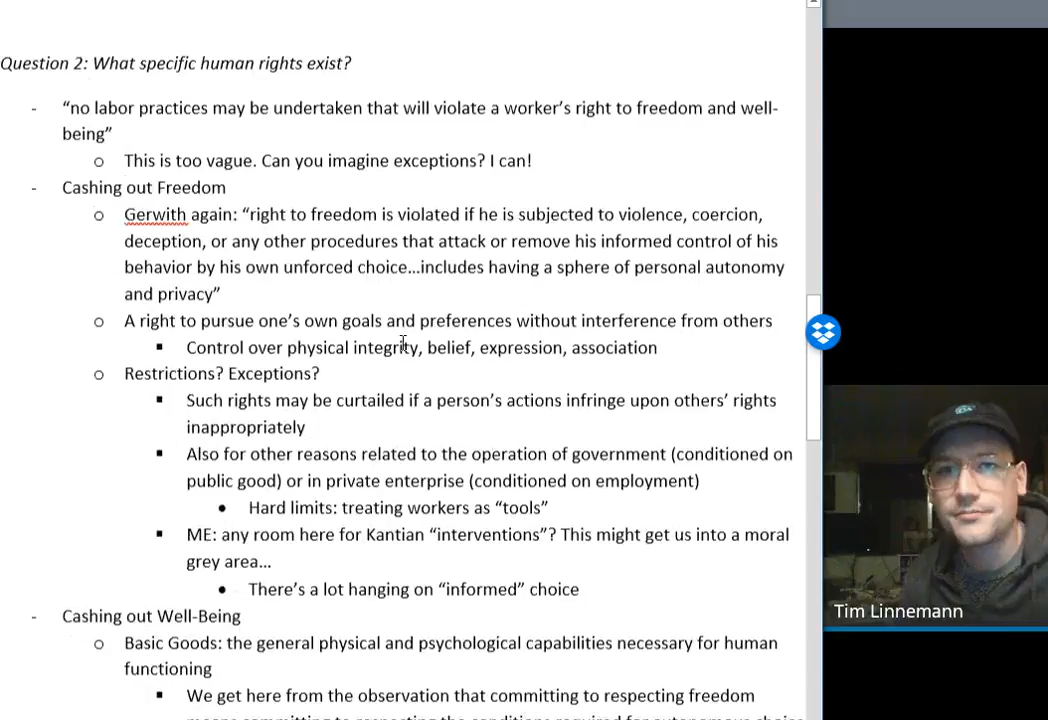 Question 2: What specific human rights exist?
- “no labor practices may be undertaken that will violate a worker’s right to freedom and well-
being”
o This is too vague. Can you imagine exceptions? I can!
- Cashing out Freedom
o Gerwith again: “right to freedom is violated if he is subjected to violence, coercion,
deception, or any other procedures that attack or remove his informed control of his
behavior by his own unforced choice…includes having a sphere of personal autonomy
and privacy”
o A right to pursue one’s own goals and preferences without interference from others
▪ Control over physical integrity, belief, expression, association
o Restrictions? Exceptions?
▪ Such rights may be curtailed if a person’s actions infringe upon others’ rights
inappropriately
▪ Also for other reasons related to the operation of government (conditioned on
public good) or in private enterprise (conditioned on employment)
• Hard limits: treating workers as “tools”
▪ ME: any room here for Kantian “interventions”? This might get us into a moral
grey area…
• There’s a lot hanging on “informed” choice
- Cashing out Well-Being
o Basic Goods: the general physical and psychological capabilities necessary for human
functioning
▪ We get here from the observation that committing to respecting freedom
Tim Linnemann